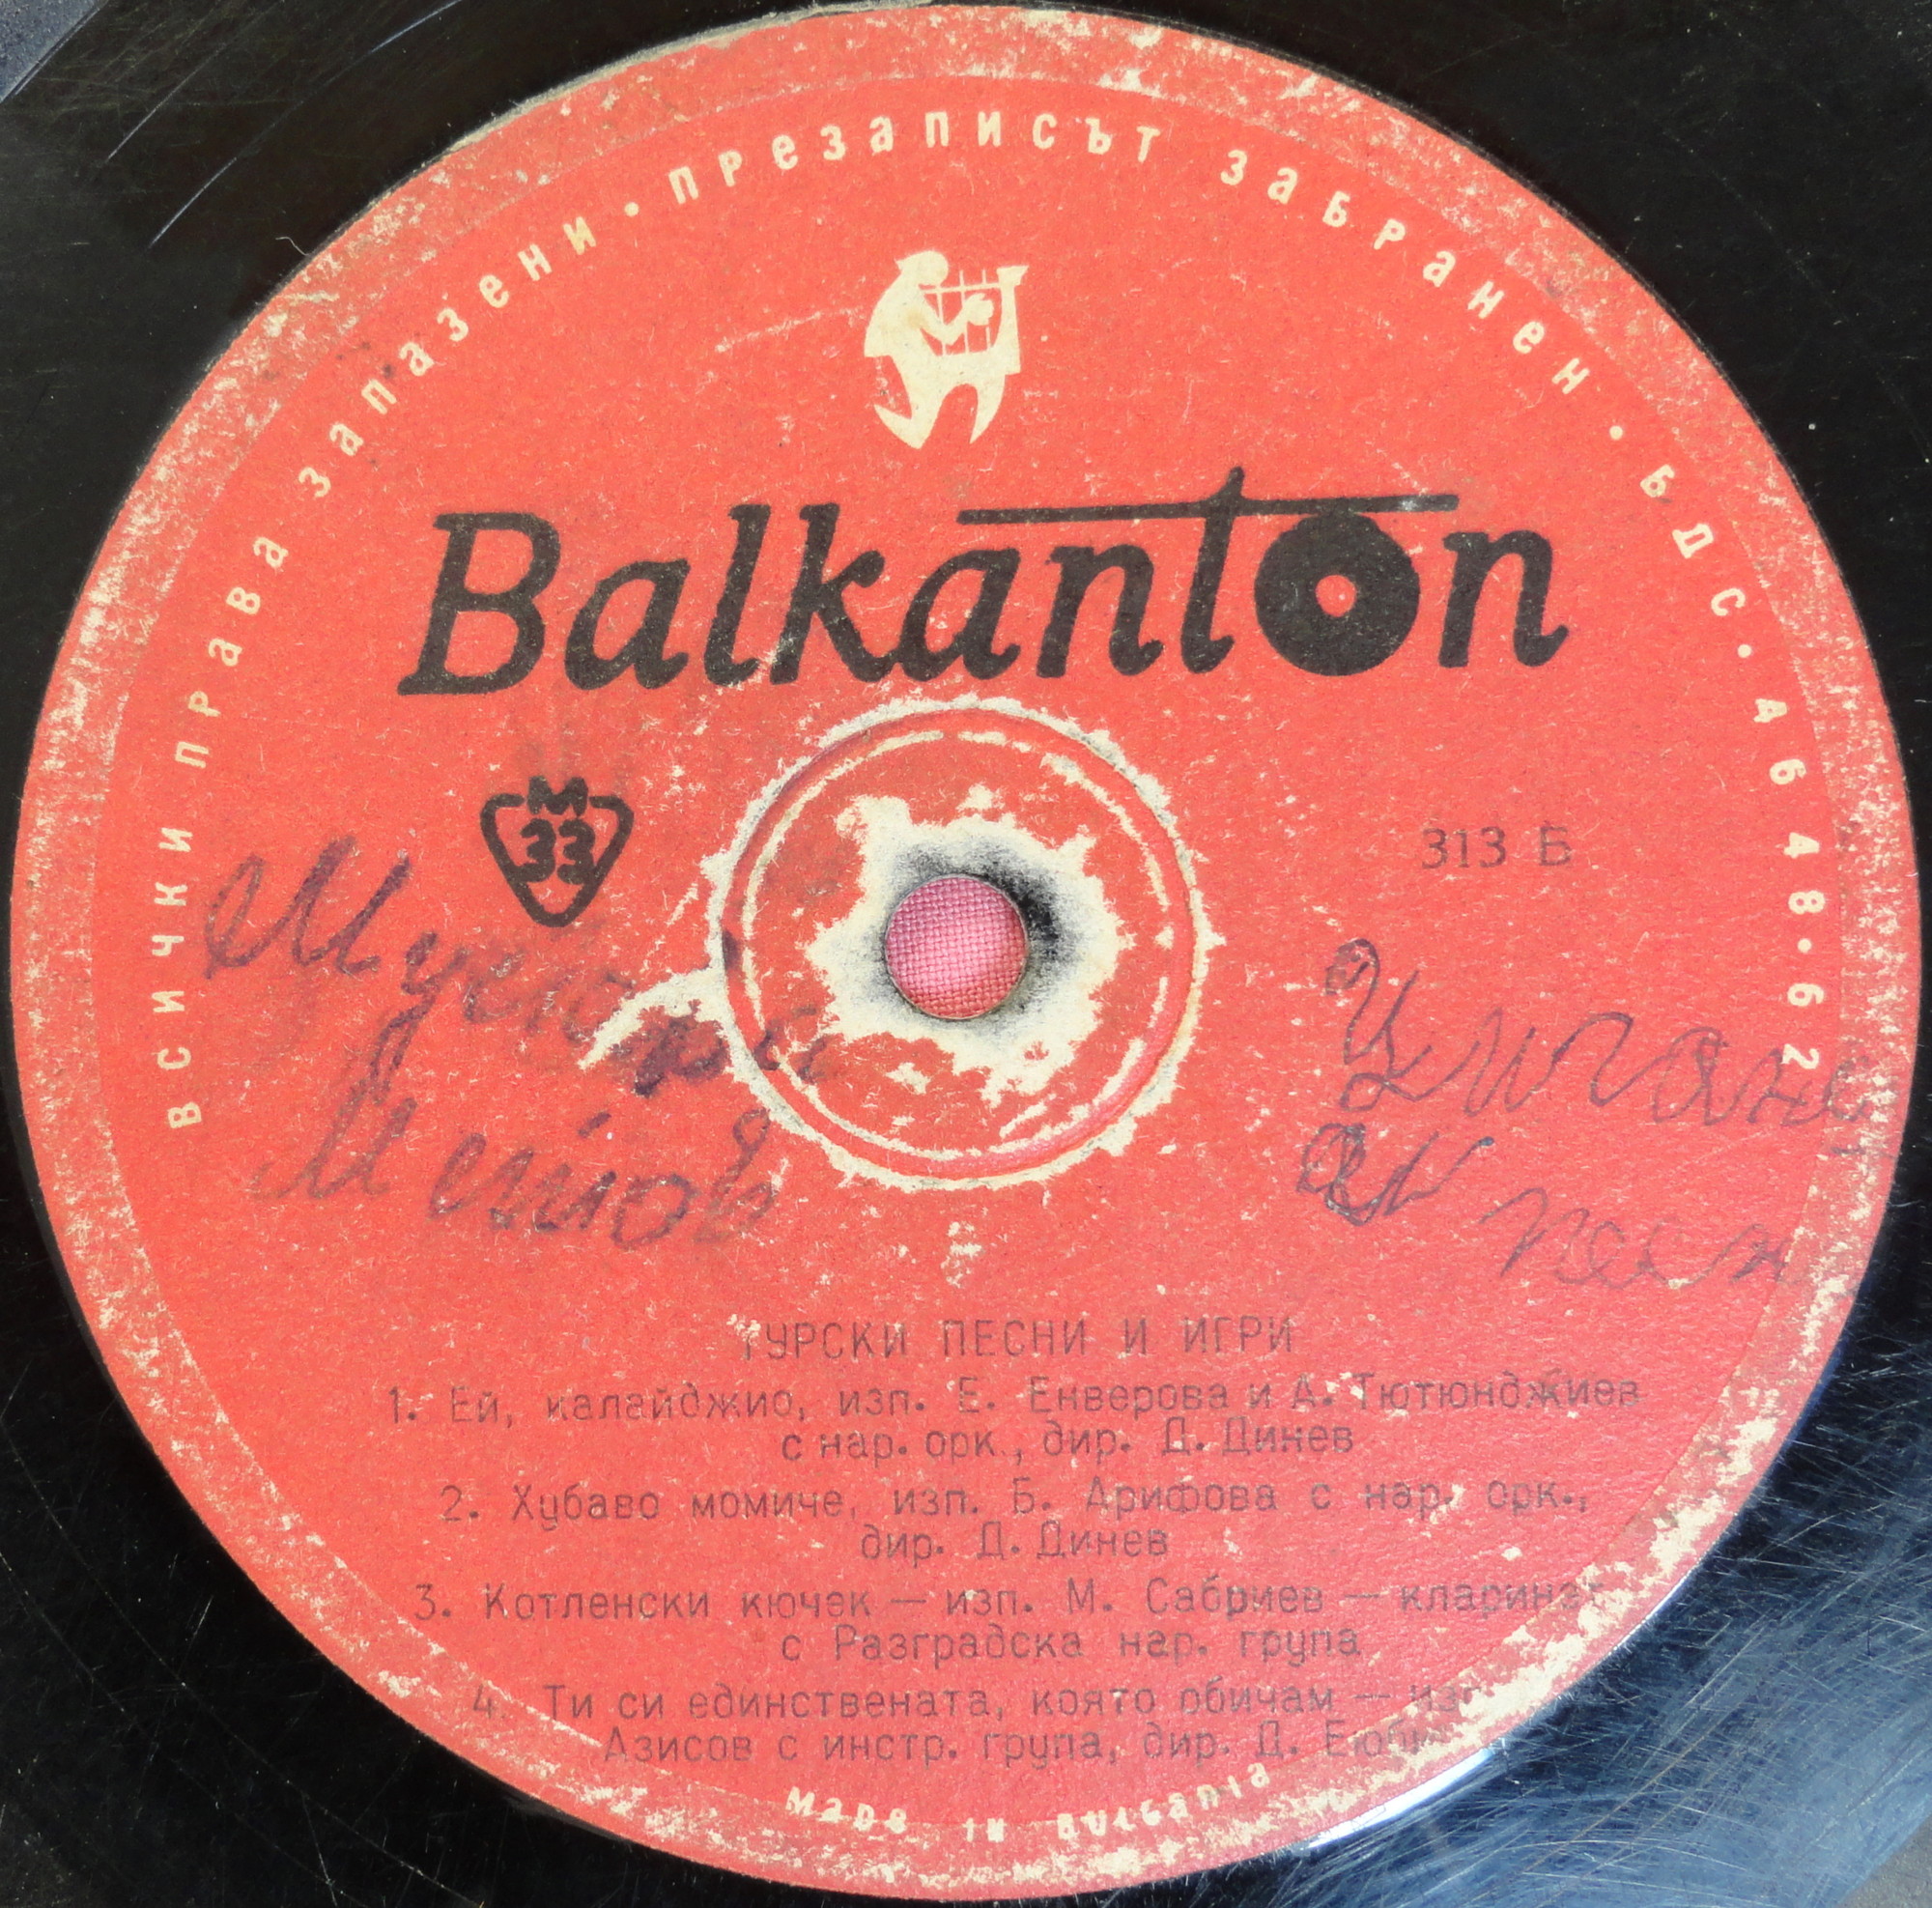 ВСИЧКИ ПРАВА ЗАПАЗЕНИ • ПРЕЗАПИСЪТ ЗАБРАНЕН • БДС • 4648 • 62
Balkanton
М
33
313 Б
Метов
ТУРСКИ ПЕСНИ И ИГРИ
1. Ей, калайджио, изп. Е. Енверова и А. Тютюнджиев
с нар. орк., дир. Д. Динев
2. Хубаво момиче, изп. Б. Арифова с нар. орк.,
дир. Д. Динев
3. Котленски кючек — изп. М. Сабриев — кларинет
с Разградска нар. група
4. Ти си единствената, която обичам —
Азисов с инстр. група, дир. Д.
MADE IN BULGARIA